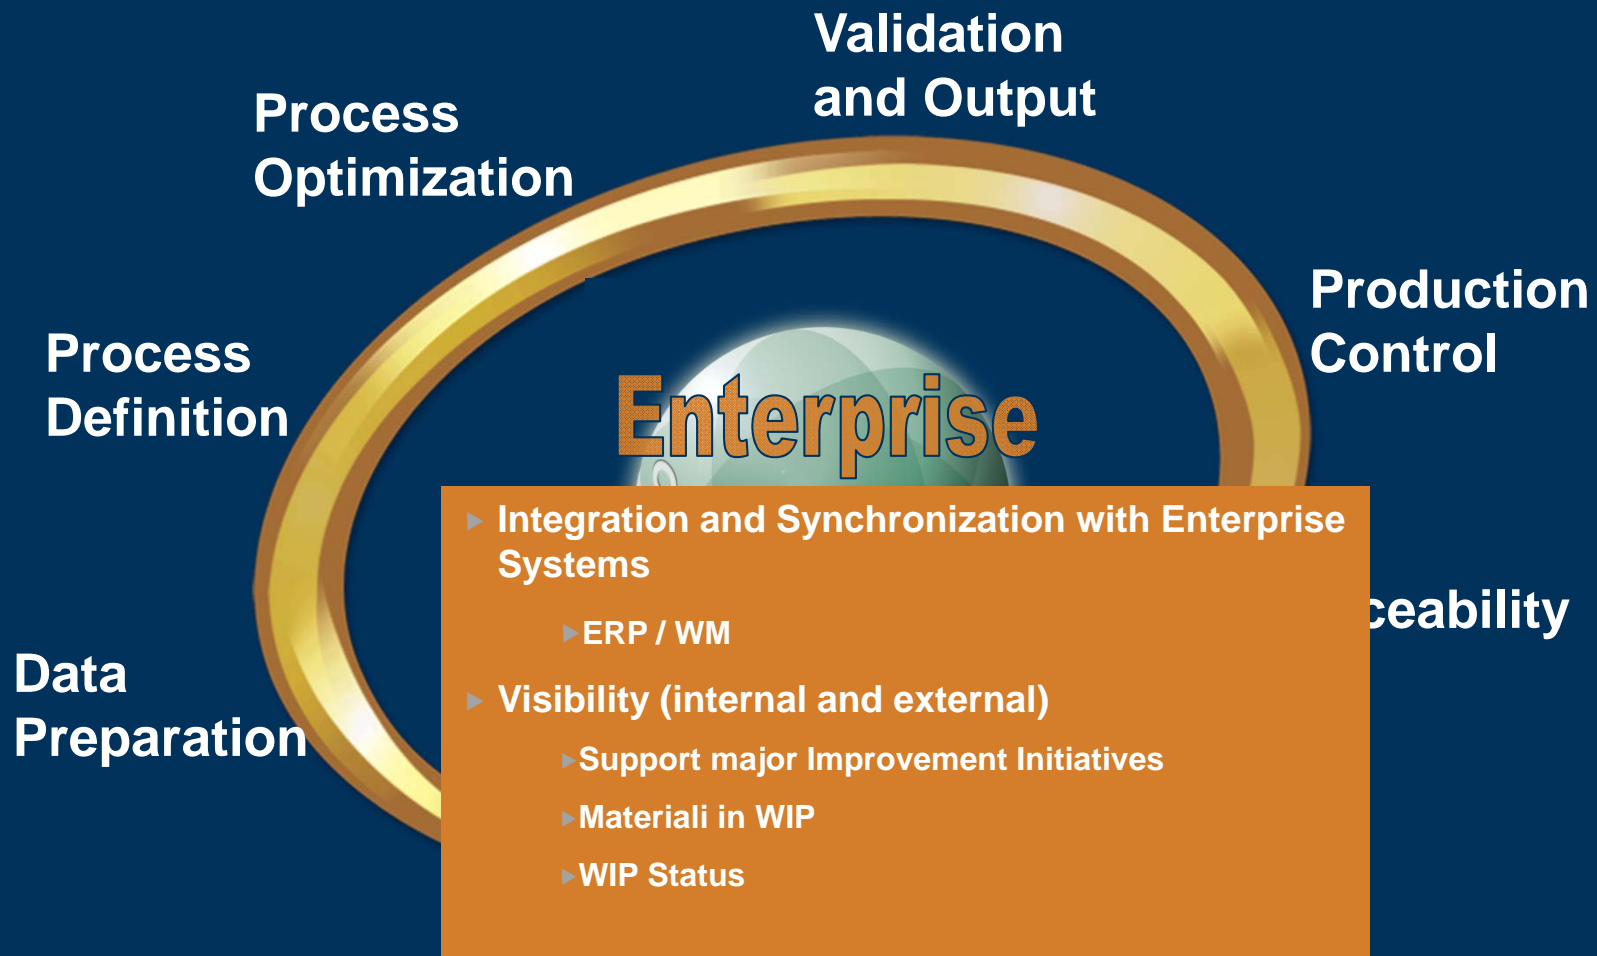 Validation
and Output
Process
Optimization
Production
Control
Process
Definition
Enterprise
Integration and Synchronization with Enterprise
Systems
ERP / WM
ceability
Data
Preparation
Visibility (internal and external)
Support major Improvement Initiatives
Materiali in WIP
WIP Status